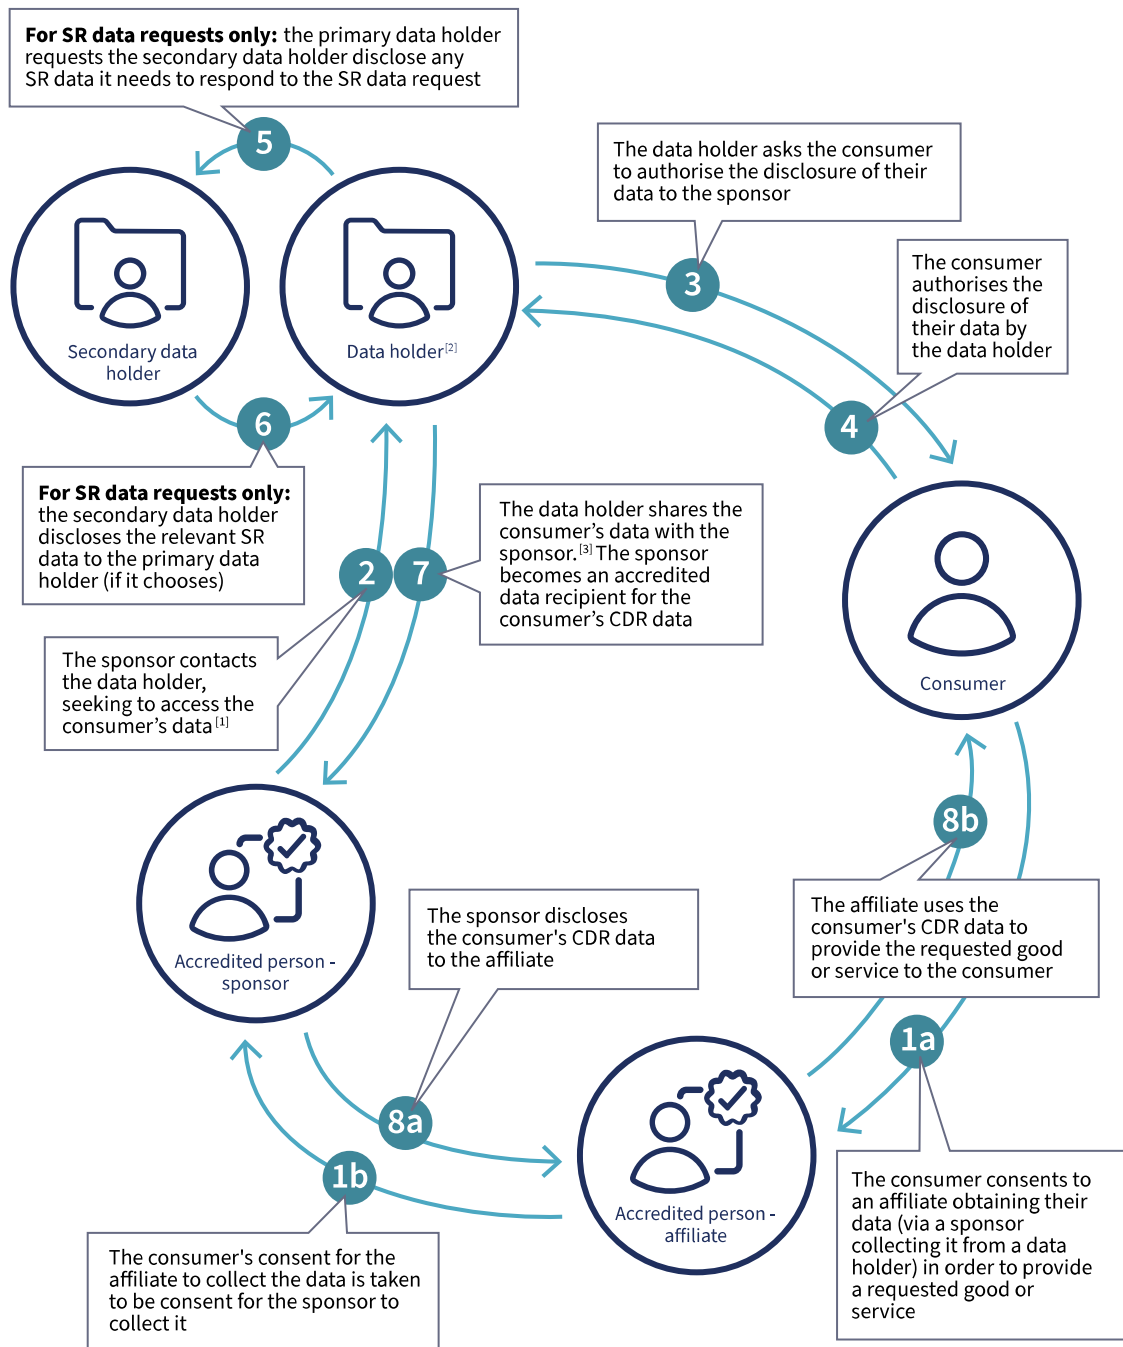 For SR data requests only: the primary data holder
requests the secondary data holder disclose any
SR data it needs to respond to the SR data request
5
The data holder asks the consumer
to authorise the disclosure of their
data to the sponsor
3
The consumer
authorises the
disclosure of
their data by
the data holder
4
Secondary data
holder
Data holder[2]
6
For SR data requests only:
the secondary data holder
discloses the relevant SR
data to the primary data
holder (if it chooses)
2
7
The data holder shares the
consumer’s data with the
sponsor.[3] The sponsor
becomes an accredited
data recipient for the
consumer’s CDR data
The sponsor contacts
the data holder,
seeking to access the
consumer’s data[1]
Consumer
8b
The affiliate uses the
consumer's CDR data to
provide the requested good
or service to the consumer
Accredited person -
sponsor
The sponsor discloses
the consumer's CDR data
to the affiliate
8a
1a
1b
Accredited person -
affiliate
The consumer consents to
an affiliate obtaining their
data (via a sponsor
collecting it from a data
holder) in order to provide
a requested good or
service
The consumer's consent for the
affiliate to collect the data is taken
to be consent for the sponsor to
collect it